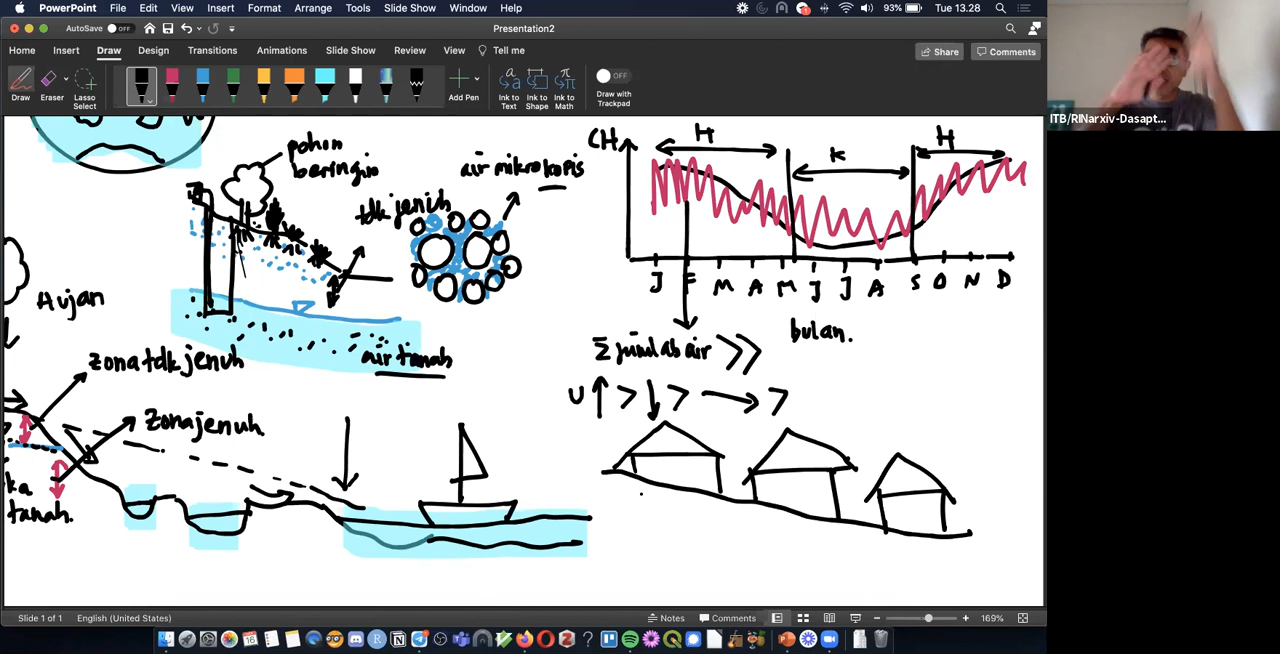 PowerPoint File Edit View Insert Format Arrange Tools Slide Show Window Help 93% Tue 13.28
AutoSave OFF Presentation2
Home Insert Draw Design Transitions Animations Slide Show Review View Tell me Share Comments
Draw Eraser Lasso Select Add Pen Ink to Text Ink to Shape Ink to Math OFF Draw with Trackpad
ITB/RINarxiv-Dasapt...
pohon
beringin
air mikrokopis
tdk jenuh
Hujan
air tanah
zona tdk jenuh
Zona jenuh
ka
tanah.
CH H K H
J F M A M J J A S O N D
bulan.
Σ jumlah air >>
U ↑ > ↓ > → >
Slide 1 of 1 English (United States) Notes Comments 169%